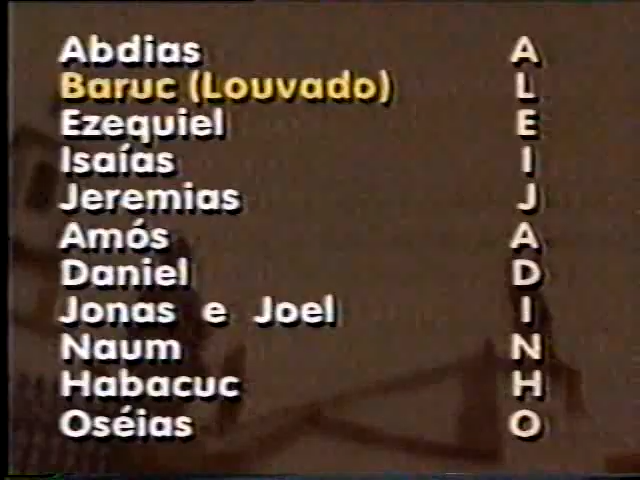 Abdias A
Baruc (Louvado) L
Ezequiel E
Isaías I
Jeremias J
Amós A
Daniel D
Jonas e Joel I
Naum N
Habacuc H
Oséias O